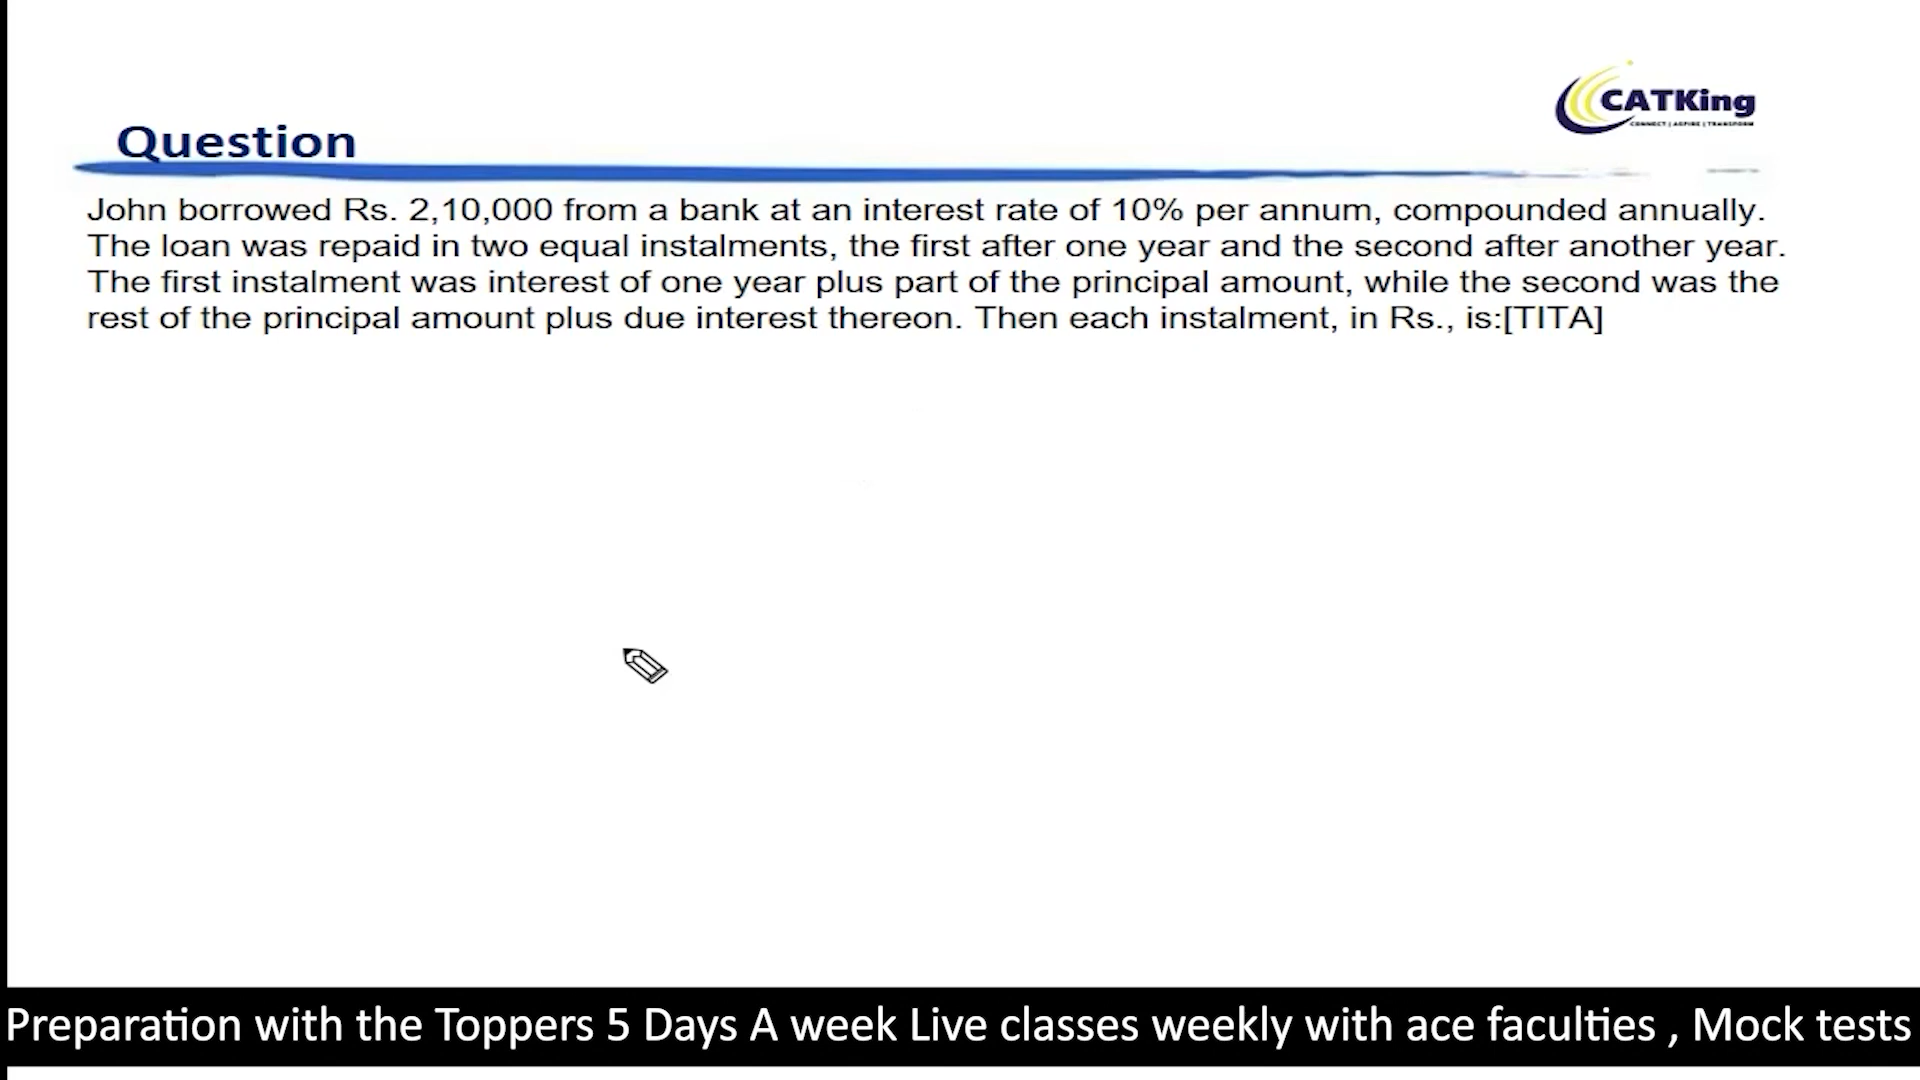 CATKing
CONNECT | ASPIRE | TRANSFORM
Question
John borrowed Rs. 2,10,000 from a bank at an interest rate of 10% per annum, compounded annually.
The loan was repaid in two equal instalments, the first after one year and the second after another year.
The first instalment was interest of one year plus part of the principal amount, while the second was the
rest of the principal amount plus due interest thereon. Then each instalment, in Rs., is:[TITA]
Preparation with the Toppers 5 Days A week Live classes weekly with ace faculties , Mock tests